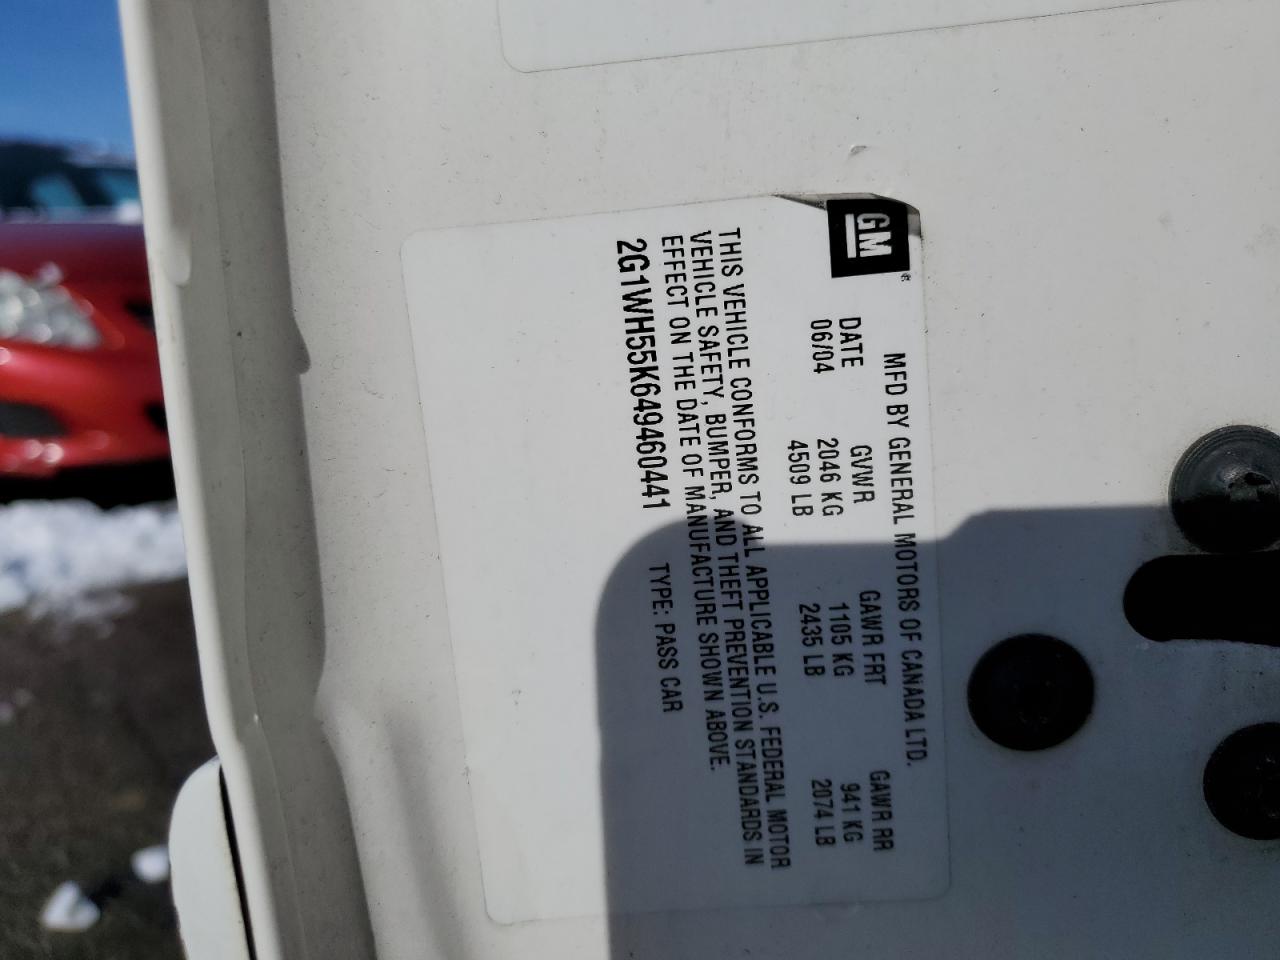 GM
MFD BY GENERAL MOTORS OF CANADA LTD.
DATE GVWR GAWR FRT GAWR RR
06/04 2046 KG 1105 KG 941 KG
4509 LB 2435 LB 2074 LB
THIS VEHICLE CONFORMS TO ALL APPLICABLE U.S. FEDERAL MOTOR
VEHICLE SAFETY, BUMPER, AND THEFT PREVENTION STANDARDS IN
EFFECT ON THE DATE OF MANUFACTURE SHOWN ABOVE.
2G1WH55K649460441 TYPE: PASS CAR